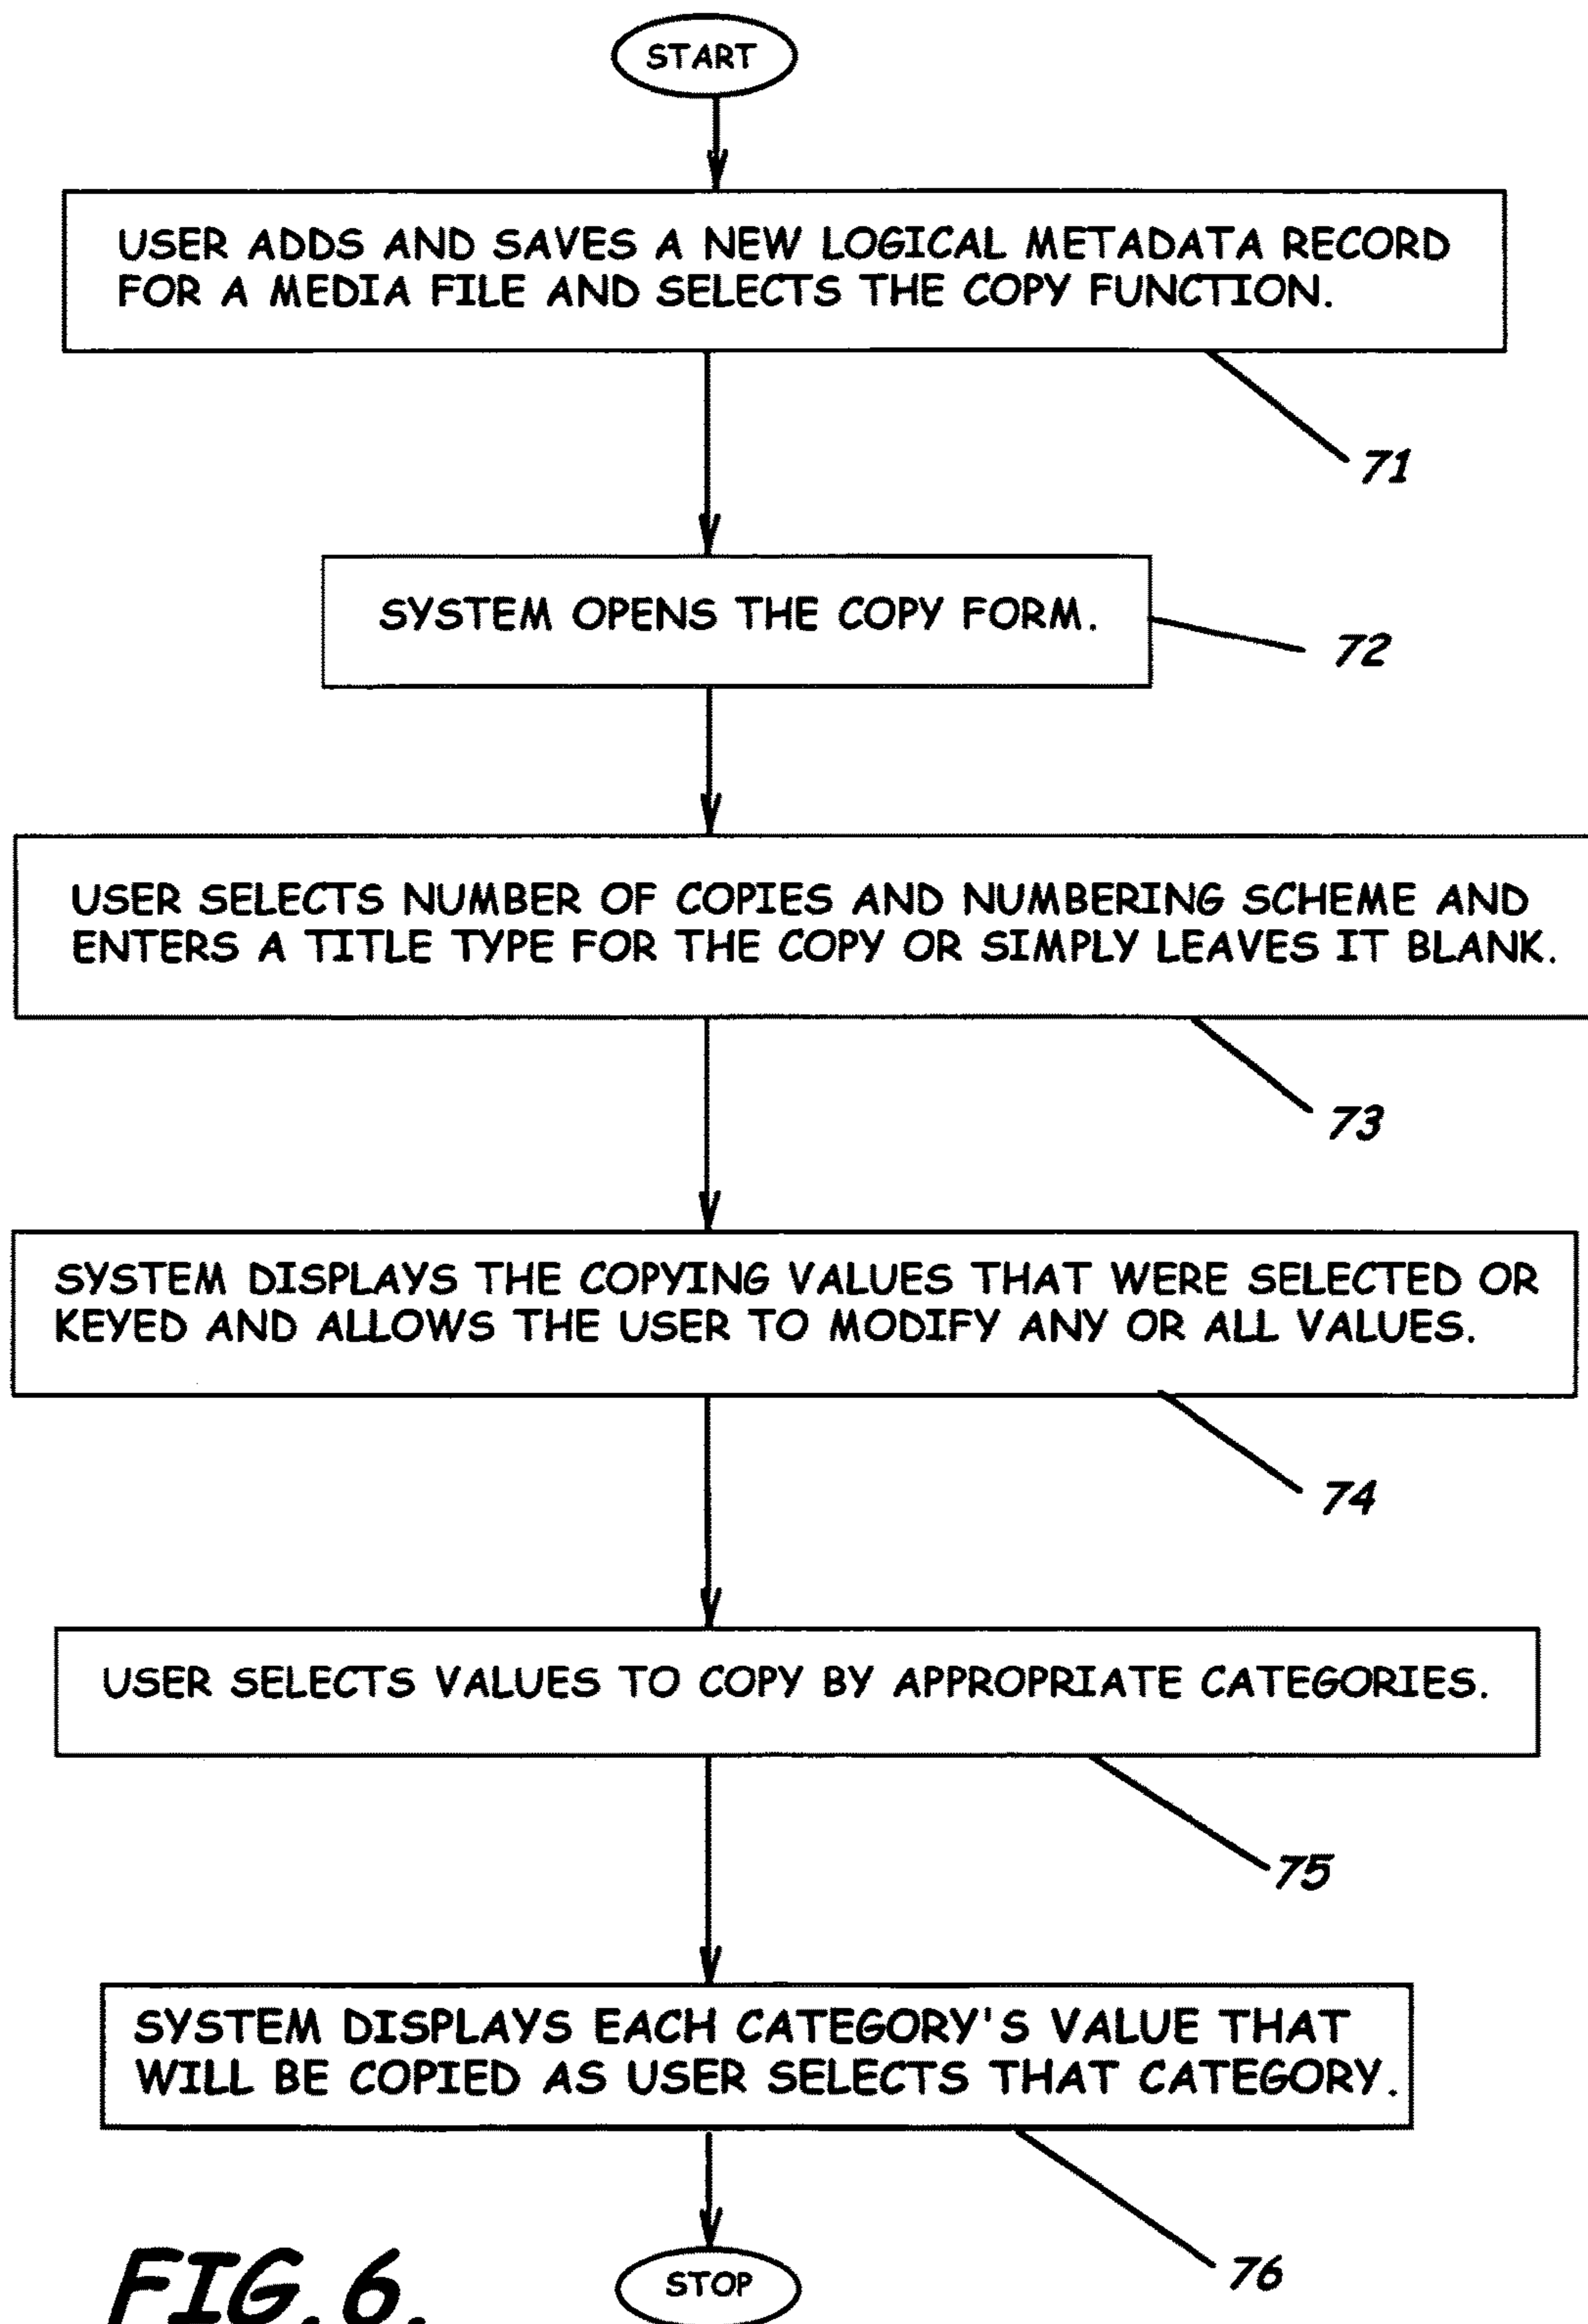 START
USER ADDS AND SAVES A NEW LOGICAL METADATA RECORD
FOR A MEDIA FILE AND SELECTS THE COPY FUNCTION.
71
SYSTEM OPENS THE COPY FORM.
72
USER SELECTS NUMBER OF COPIES AND NUMBERING SCHEME AND
ENTERS A TITLE TYPE FOR THE COPY OR SIMPLY LEAVES IT BLANK.
73
SYSTEM DISPLAYS THE COPYING VALUES THAT WERE SELECTED OR
KEYED AND ALLOWS THE USER TO MODIFY ANY OR ALL VALUES.
74
USER SELECTS VALUES TO COPY BY APPROPRIATE CATEGORIES.
75
SYSTEM DISPLAYS EACH CATEGORY'S VALUE THAT
WILL BE COPIED AS USER SELECTS THAT CATEGORY.
76
STOP
FIG. 6.